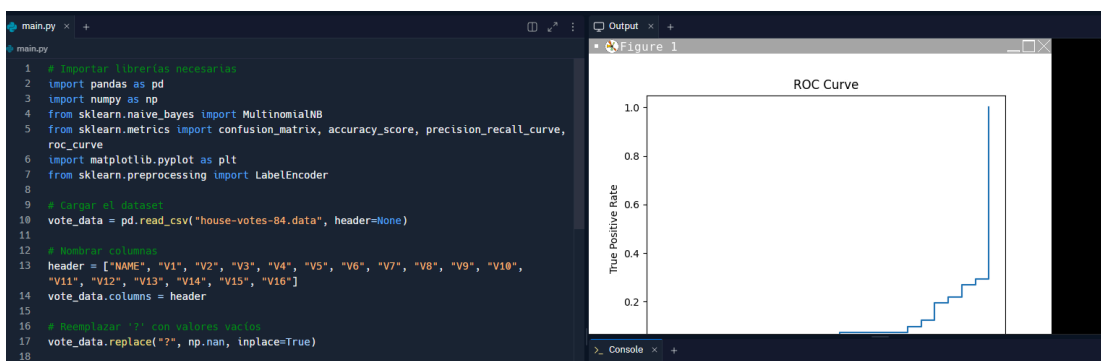 main.py × +
main.py
1 # Importar librerías necesarias
2 import pandas as pd
3 import numpy as np
4 from sklearn.naive_bayes import MultinomialNB
5 from sklearn.metrics import confusion_matrix, accuracy_score, precision_recall_curve,
roc_curve
6 import matplotlib.pyplot as plt
7 from sklearn.preprocessing import LabelEncoder
8
9 # Cargar el dataset
10 vote_data = pd.read_csv("house-votes-84.data", header=None)
11
12 # Nombrar columnas
13 header = ["NAME", "V1", "V2", "V3", "V4", "V5", "V6", "V7", "V8", "V9", "V10",
"V11", "V12", "V13", "V14", "V15", "V16"]
14 vote_data.columns = header
15
16 # Reemplazar '?' con valores vacíos
17 vote_data.replace("?", np.nan, inplace=True)
18
Output × +
Figure 1
ROC Curve
1.0
0.8
0.6
0.4
0.2
True Positive Rate
>_ Console × +